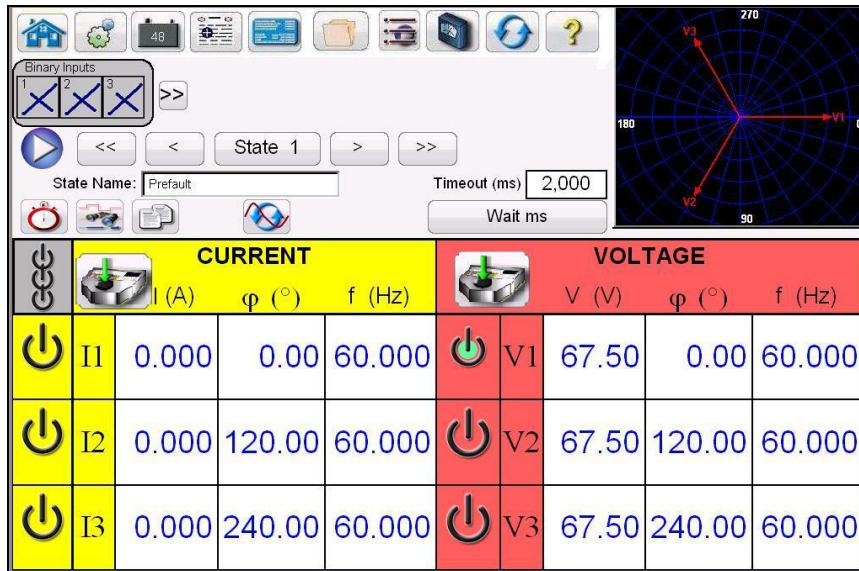 48
270
V3
Binary Inputs
1 2 3
>>
180
V1
<< < State 1 > >>
State Name: Prefault
Timeout (ms) 2,000
V2
90
Wait ms
CURRENT VOLTAGE
I (A) φ (°) f (Hz) V (V) φ (°) f (Hz)
I1 0.000 0.00 60.000 V1 67.50 0.00 60.000
I2 0.000 120.00 60.000 V2 67.50 120.00 60.000
I3 0.000 240.00 60.000 V3 67.50 240.00 60.000